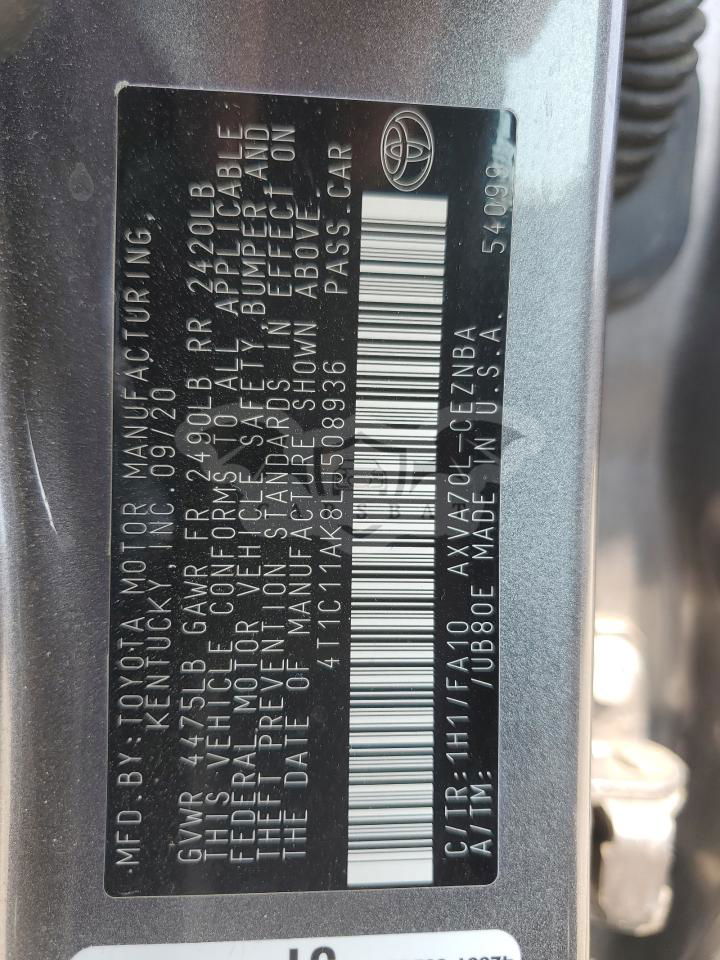 MFD.BY:TOYOTA MOTOR MANUFACTURING,
KENTUCKY,INC.09/20
GVWR 4475LB GAWR FR 2490LB RR 2420LB
THIS VEHICLE CONFORMS TO ALL APPLICABLE
FEDERAL MOTOR VEHICLE SAFETY, BUMPER AND
THEFT PREVENTION STANDARDS IN EFFECT ON
THE DATE OF MANUFACTURE SHOWN ABOVE.
PASS.CAR
C/TR:1H1/FA10 AXVA70L-CEZNBA
A/TM: /UB80E MADE IN U.S.A.